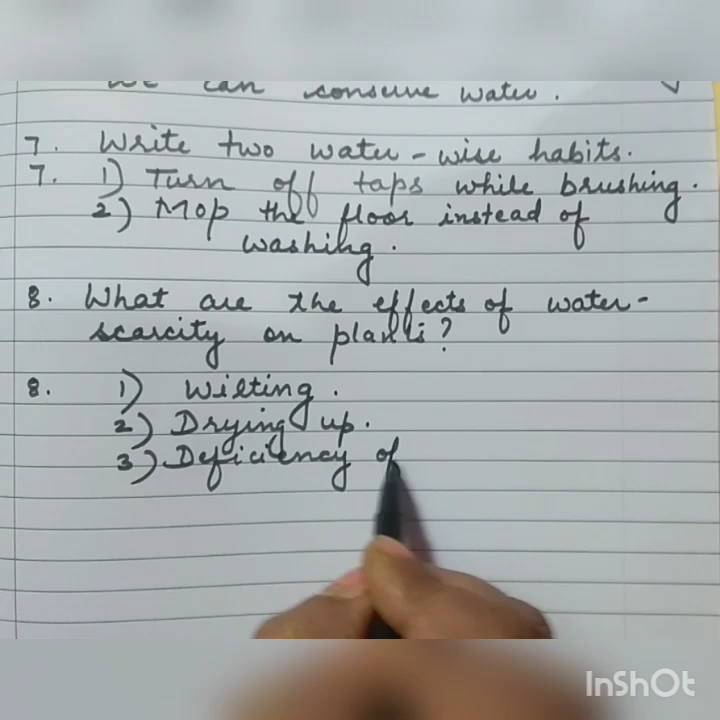 we can conserve water.
7. Write two water-wise habits.
7. 1) Turn off taps while brushing.
2) Mop the floor instead of
washing.
8. What are the effects of water-
scarcity on plants?
8. 1) Wilting.
2) Drying up.
3) Deficiency of
InShOt